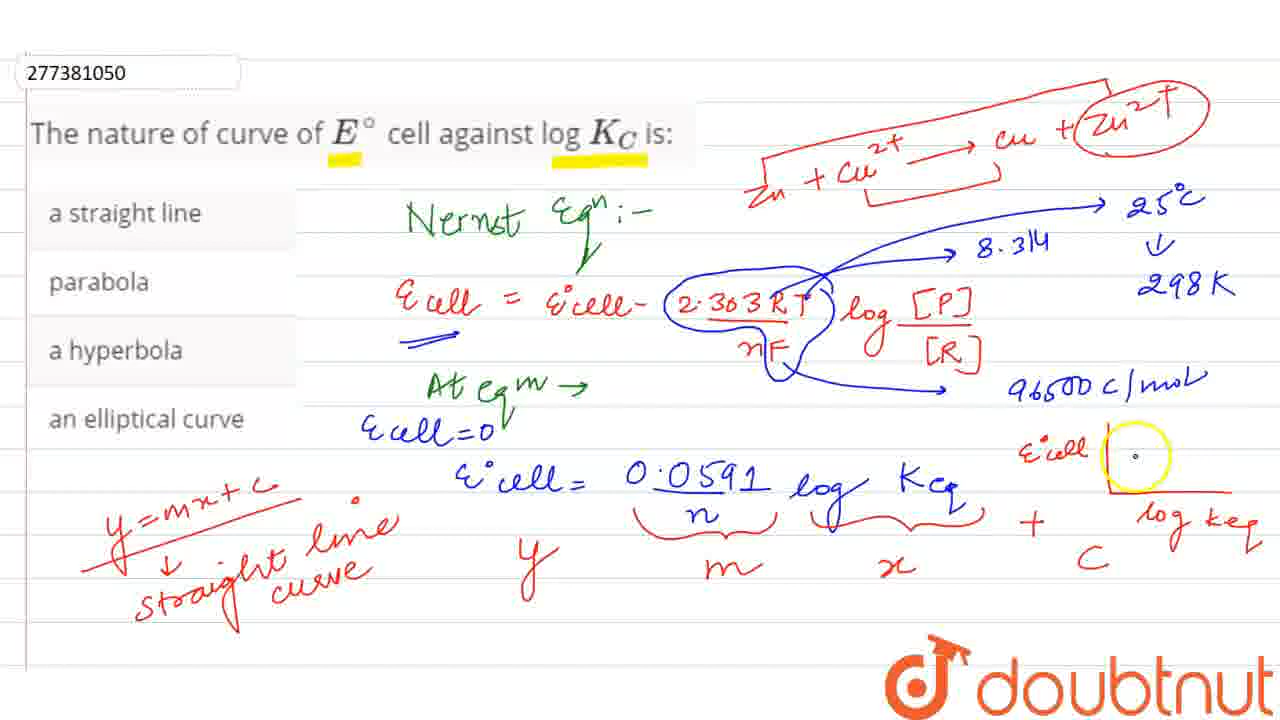 277381050
The nature of curve of E° cell against log K_C is:
a straight line
parabola
a hyperbola
an elliptical curve
Zn + Cu²⁺ → Cu + Zn²⁺
Nernst Eqⁿ :-
25°C
8.314
↓
298 K
Ecell = E°cell - 2.303RT/nF log [P]/[R]
96500 C/mol
At eqᵐ →
Ecell = 0
E°cell = 0.0591/n log Keq
y m x + C
E°cell
log Keq
y = mx + c
↓
straight line
curve
doubtnut